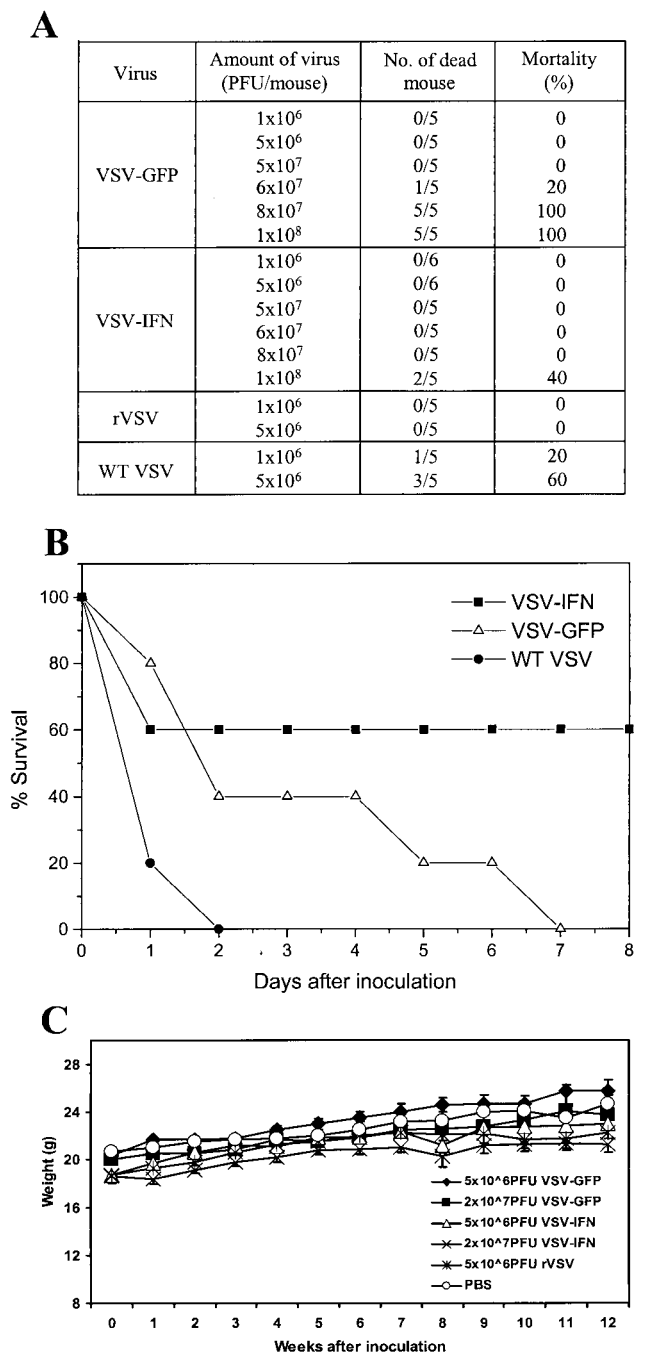 A
Virus Amount of virus (PFU/mouse) No. of dead mouse Mortality (%)
VSV-GFP
1x10⁶ 0/5 0
5x10⁶ 0/5 0
5x10⁷ 0/5 0
6x10⁷ 1/5 20
8x10⁷ 5/5 100
1x10⁸ 5/5 100
VSV-IFN
1x10⁶ 0/6 0
5x10⁶ 0/6 0
5x10⁷ 0/5 0
6x10⁷ 0/5 0
8x10⁷ 0/5 0
1x10⁸ 2/5 40
rVSV
1x10⁶ 0/5 0
5x10⁶ 0/5 0
WT VSV
1x10⁶ 1/5 20
5x10⁶ 3/5 60
B
% Survival
100
80
60
40
20
0
VSV-IFN
VSV-GFP
WT VSV
0 1 2 3 4 5 6 7 8
Days after inoculation
C
Weight (g)
28
24
20
16
12
8
5x10^6PFU VSV-GFP
2x10^7PFU VSV-GFP
5x10^6PFU VSV-IFN
2x10^7PFU VSV-IFN
5x10^6PFU rVSV
PBS
0 1 2 3 4 5 6 7 8 9 10 11 12
Weeks after inoculation